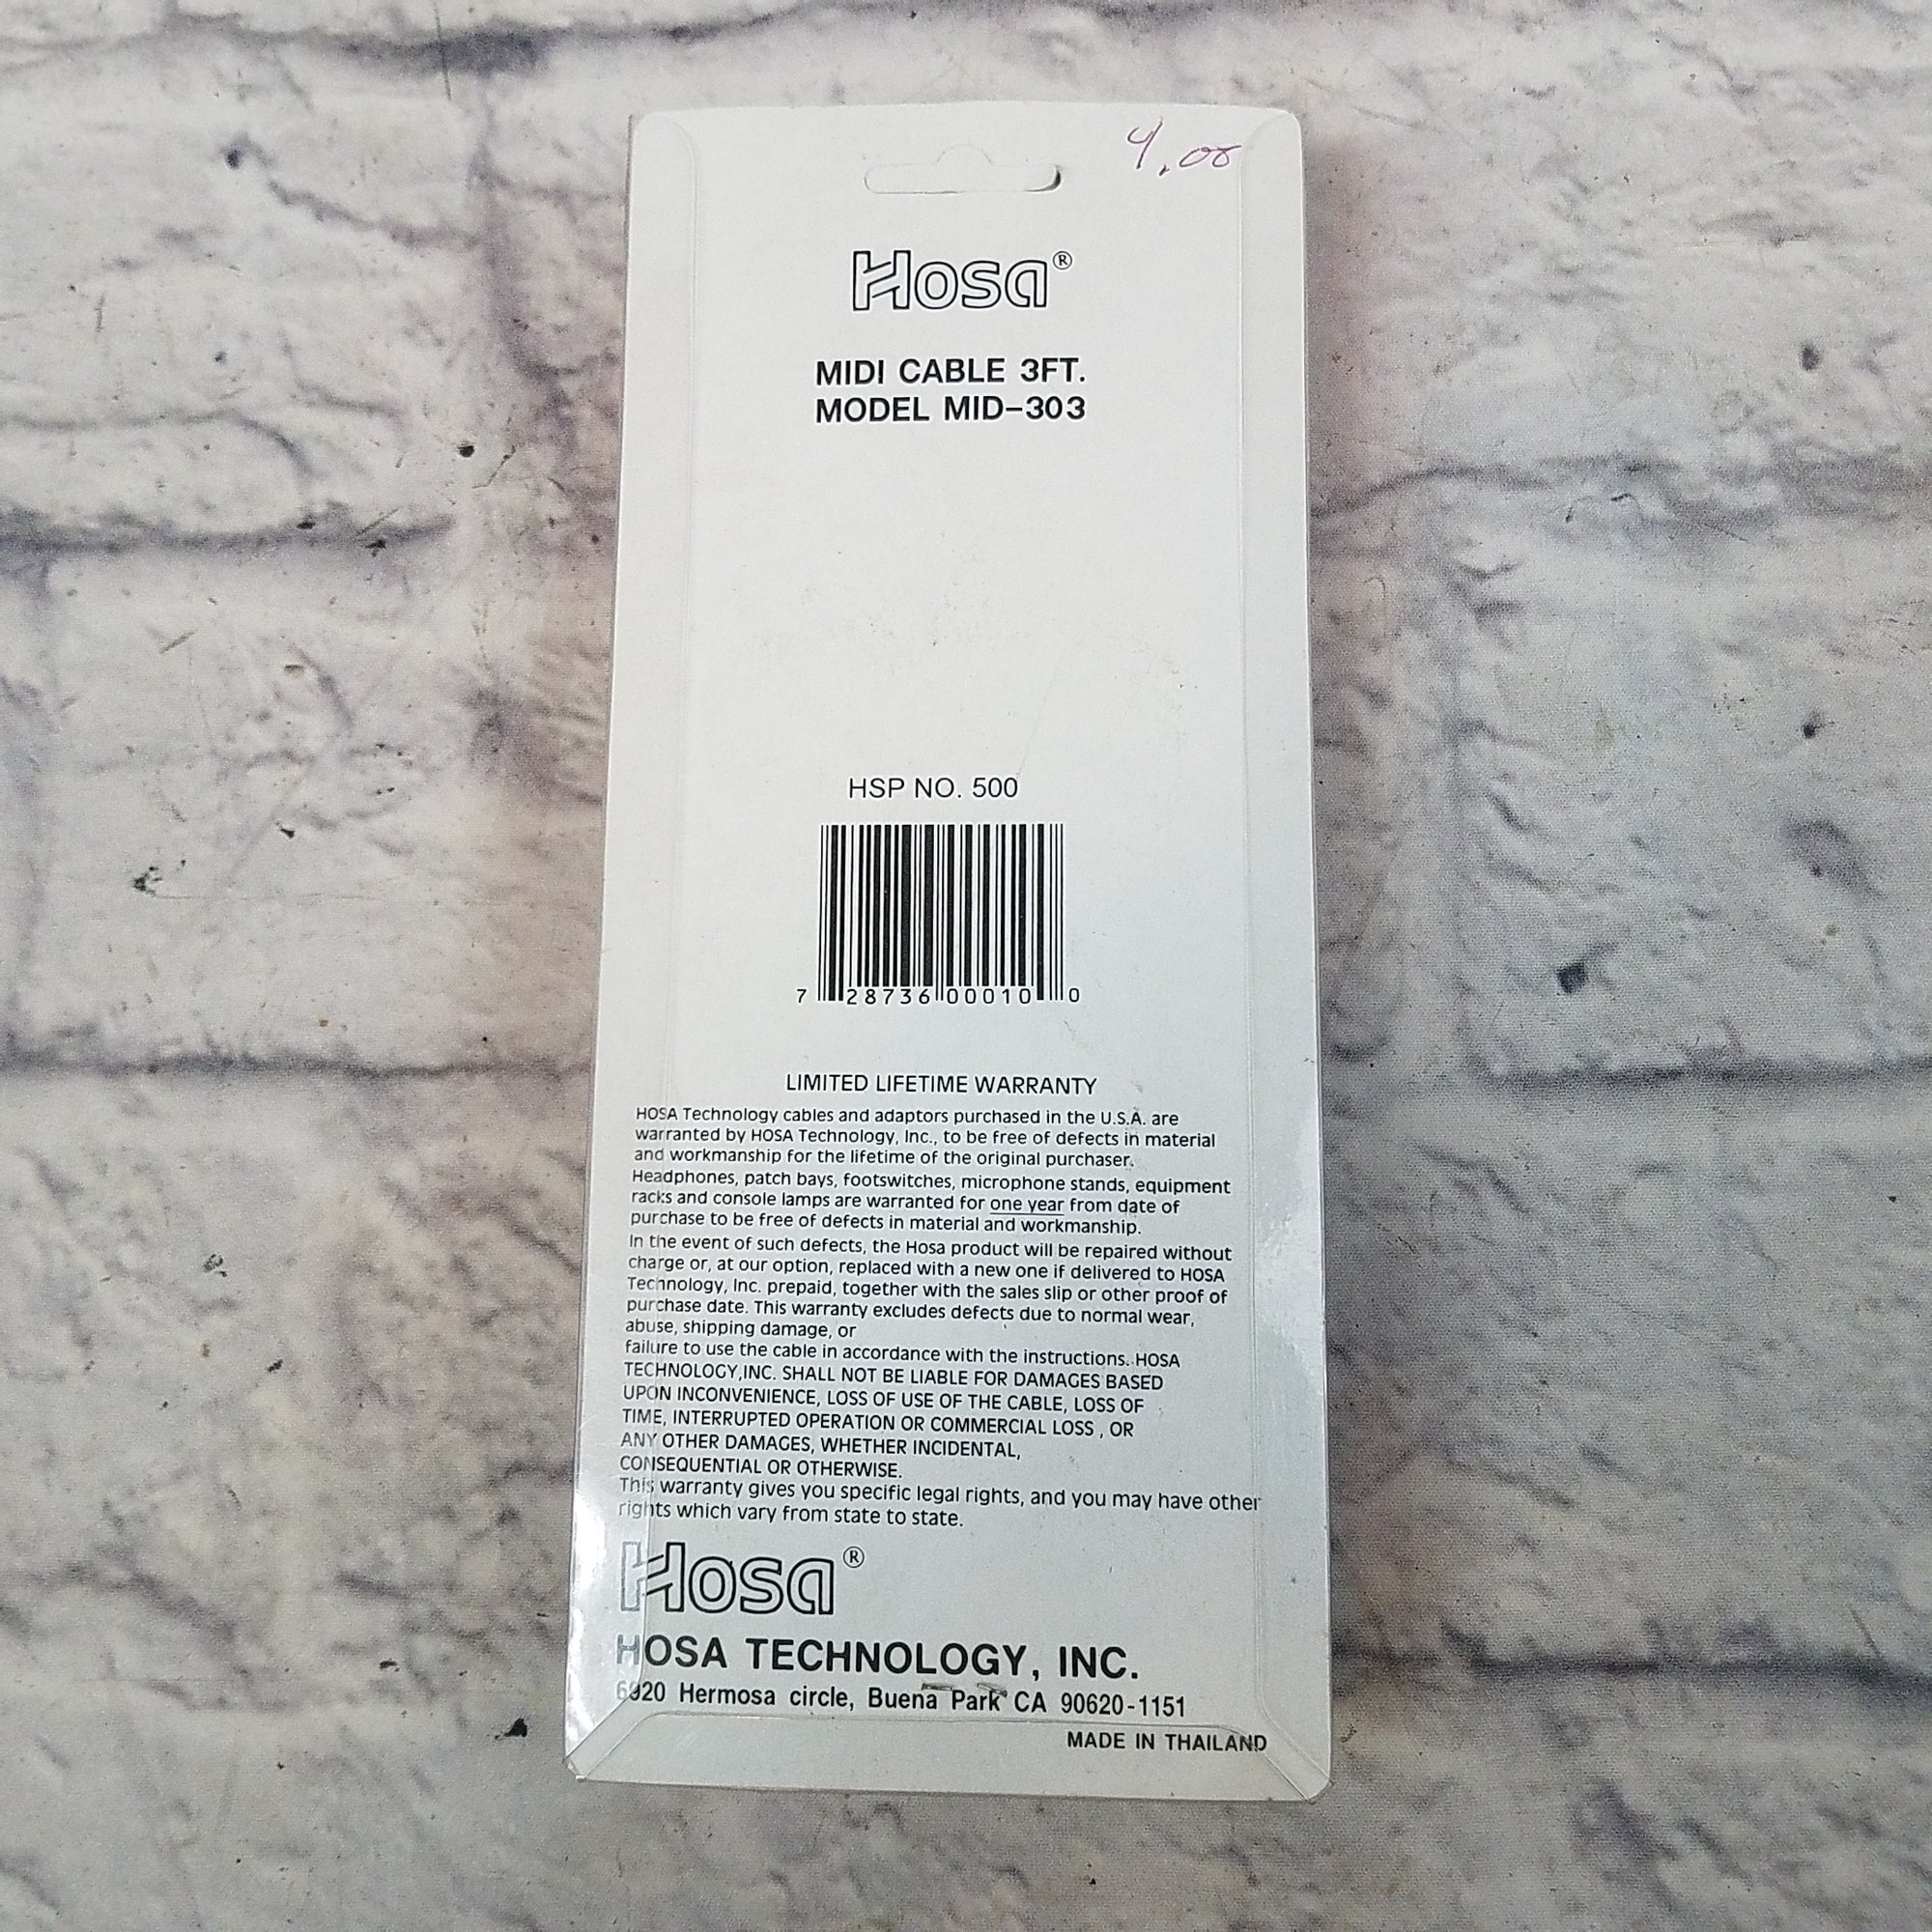 4.00
Hosa®
MIDI CABLE 3FT.
MODEL MID-303
HSP NO. 500
7 28736 00010 0
LIMITED LIFETIME WARRANTY
HOSA Technology cables and adaptors purchased in the U.S.A. are
warranted by HOSA Technology, Inc., to be free of defects in material
and workmanship for the lifetime of the original purchaser.
Headphones, patch bays, footswitches, microphone stands, equipment
racks and console lamps are warranted for one year from date of
purchase to be free of defects in material and workmanship.
In the event of such defects, the Hosa product will be repaired without
charge or, at our option, replaced with a new one if delivered to HOSA
Technology, Inc. prepaid, together with the sales slip or other proof of
purchase date. This warranty excludes defects due to normal wear,
abuse, shipping damage, or
failure to use the cable in accordance with the instructions. HOSA
TECHNOLOGY,INC. SHALL NOT BE LIABLE FOR DAMAGES BASED
UPON INCONVENIENCE, LOSS OF USE OF THE CABLE, LOSS OF
TIME, INTERRUPTED OPERATION OR COMMERCIAL LOSS , OR
ANY OTHER DAMAGES, WHETHER INCIDENTAL,
CONSEQUENTIAL OR OTHERWISE.
This warranty gives you specific legal rights, and you may have other
rights which vary from state to state.
Hosa®
HOSA TECHNOLOGY, INC.
6920 Hermosa circle, Buena Park CA 90620-1151
MADE IN THAILAND